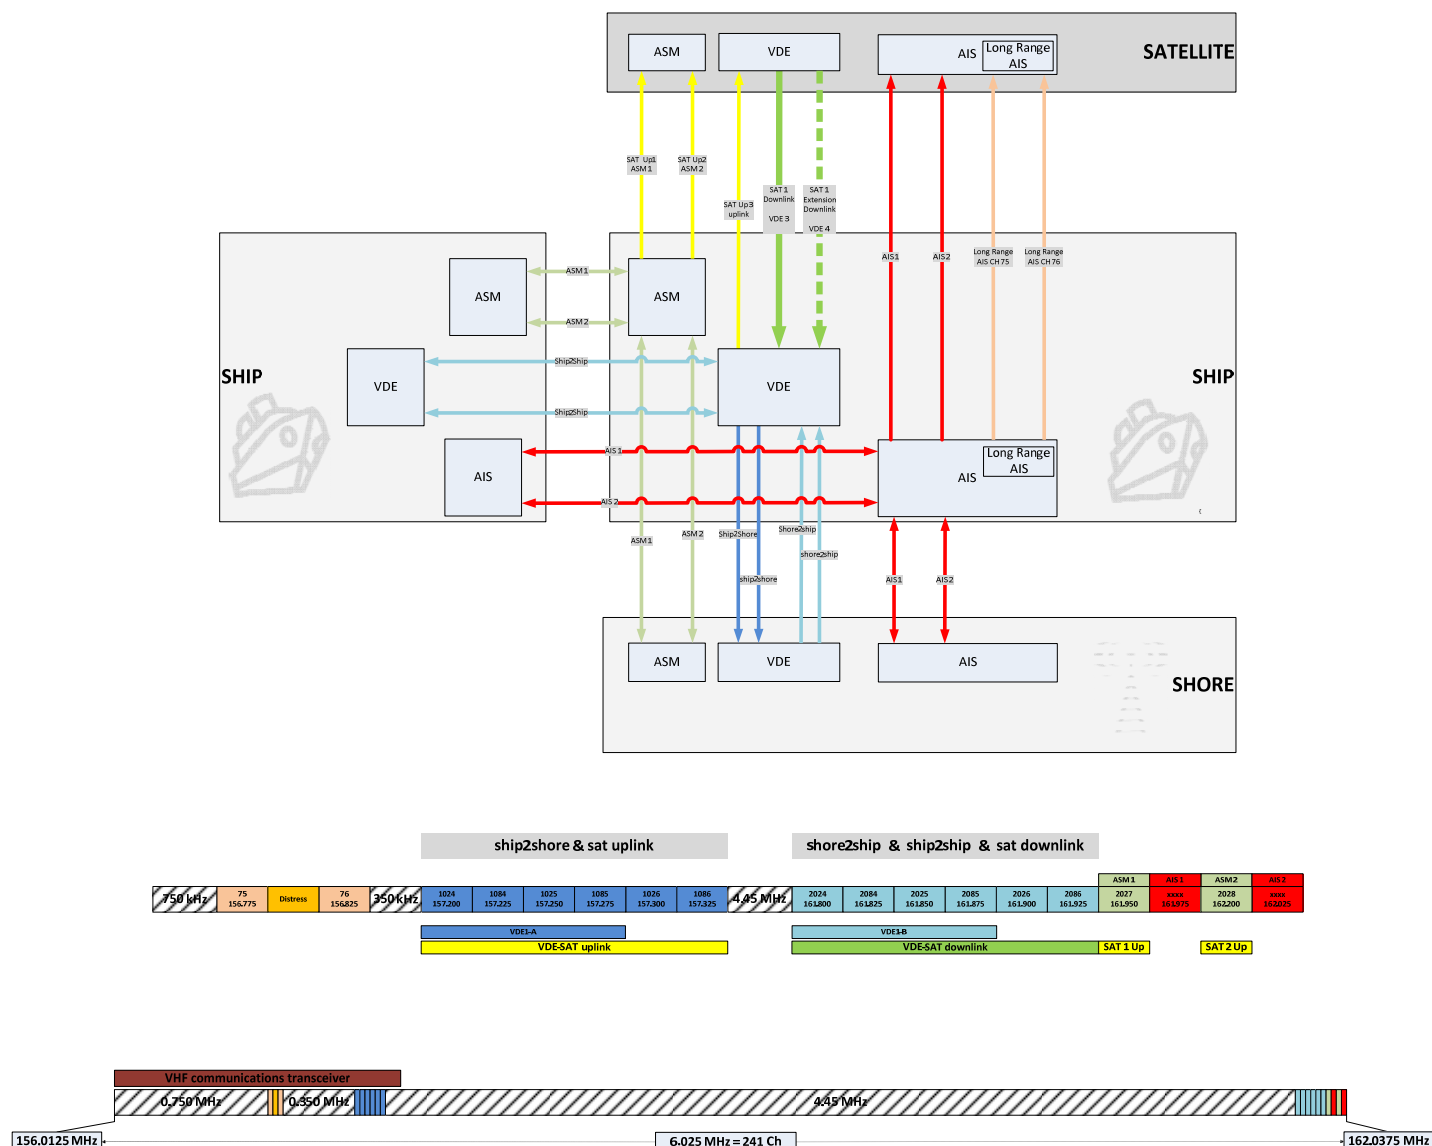 ASM
VDE
AIS
Long Range
AIS
SATELLITE
SAT Up1
ASM 1
SAT Up2
ASM 2
SAT Up3
uplink
SAT 1
Downlink
VDE 3
SAT 1
Extension
Downlink
VDE 4
AIS1
AIS2
Long Range
AIS CH 75
Long Range
AIS CH 76
ASM
ASM 1
ASM 2
ASM
SHIP
VDE
Ship2Ship
Ship2Ship
VDE
SHIP
AIS
AIS 1
AIS 2
AIS
Long Range
AIS
ASM 1
ASM 2
Ship2Shore
ship2shore
Shore2ship
shore2ship
AIS1
AIS2
ASM
VDE
AIS
SHORE
ship2shore & sat uplink
shore2ship & ship2ship & sat downlink
ASM 1
AIS 1
ASM 2
AIS 2
750 kHz
75
156.775
Distress
76
156.825
350 kHz
1024
157.200
1084
157.225
1025
157.250
1085
157.275
1026
157.300
1086
157.325
4.45 MHz
2024
161.800
2084
161.825
2025
161.850
2085
161.875
2026
161.900
2086
161.925
2027
161.950
xxxx
161.975
2028
162.200
xxxx
162.025
VDE1-A
VDE1-B
VDE-SAT uplink
VDE-SAT downlink
SAT 1 Up
SAT 2 Up
VHF communications transceiver
0.750 MHz
0.350 MHz
4.45 MHz
156.0125 MHz
6.025 MHz = 241 Ch
162.0375 MHz